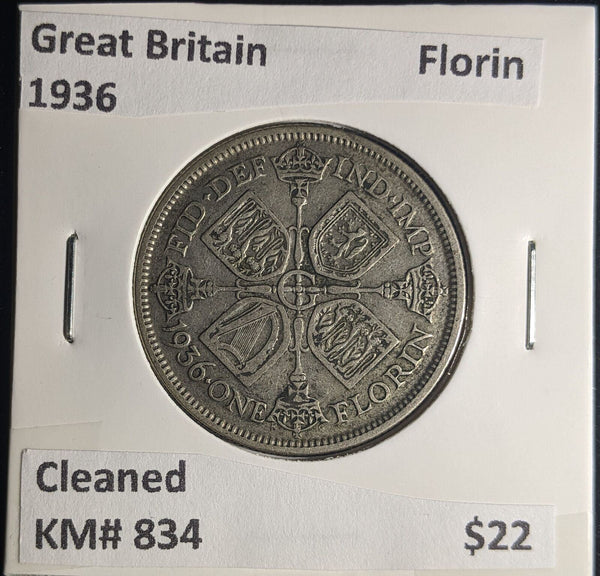 Great Britain Florin
1936
FID·DEF IND·IMP
1936·ONE FLORIN
Cleaned
KM# 834 $22